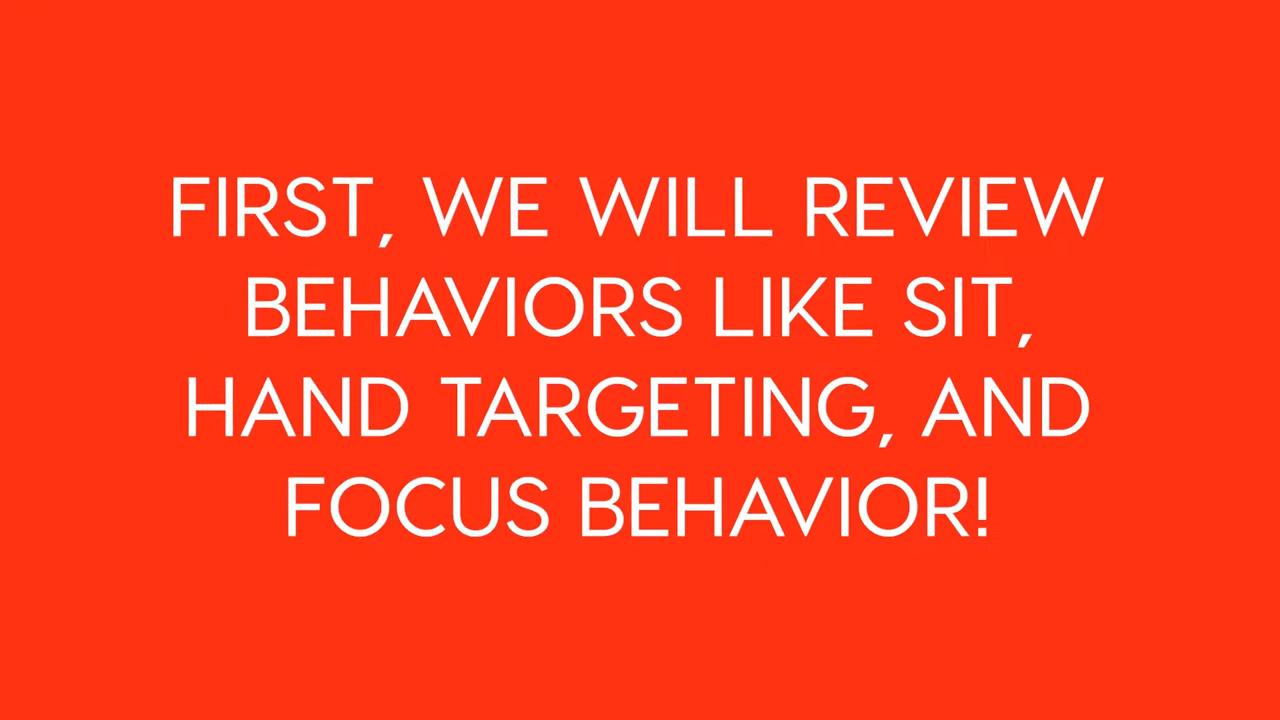 FIRST, WE WILL REVIEW
BEHAVIORS LIKE SIT,
HAND TARGETING, AND
FOCUS BEHAVIOR!